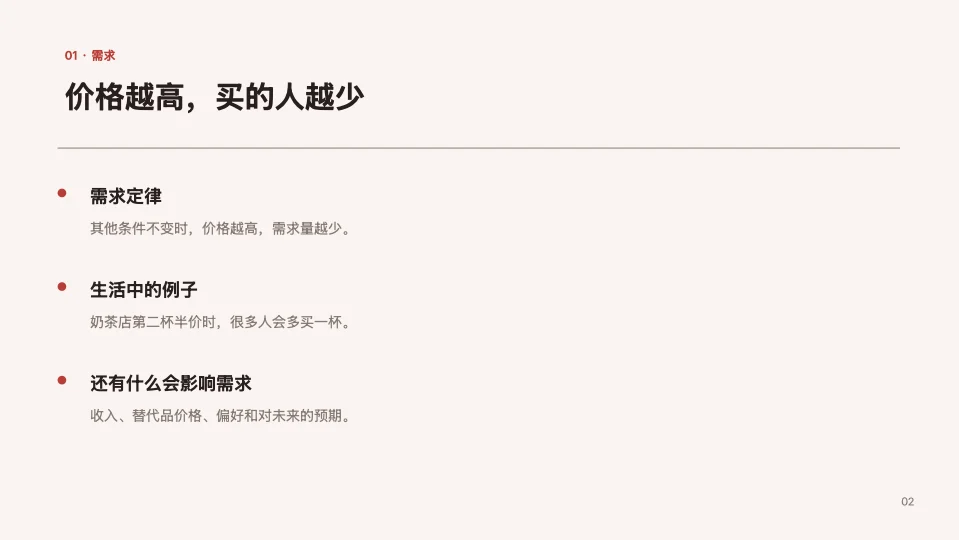 01 · 需求
价格越高，买的人越少
需求定律
其他条件不变时，价格越高，需求量越少。
生活中的例子
奶茶店第二杯半价时，很多人会多买一杯。
还有什么会影响需求
收入、替代品价格、偏好和对未来的预期。
02